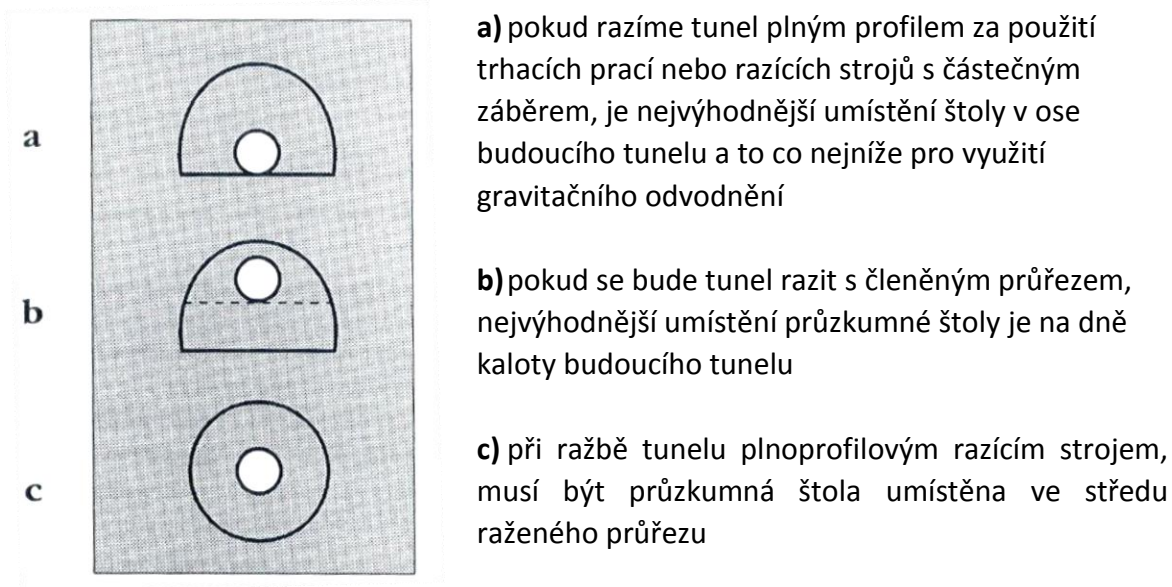 a
b
c
a) pokud razíme tunel plným profilem za použití
trhacích prací nebo razících strojů s částečným
záběrem, je nejvýhodnější umístění štoly v ose
budoucího tunelu a to co nejníže pro využití
gravitačního odvodnění
b) pokud se bude tunel razit s členěným průřezem,
nejvýhodnější umístění průzkumné štoly je na dně
kaloty budoucího tunelu
c) při ražbě tunelu plnoprofilovým razícím strojem,
musí být průzkumná štola umístěna ve středu
raženého průřezu